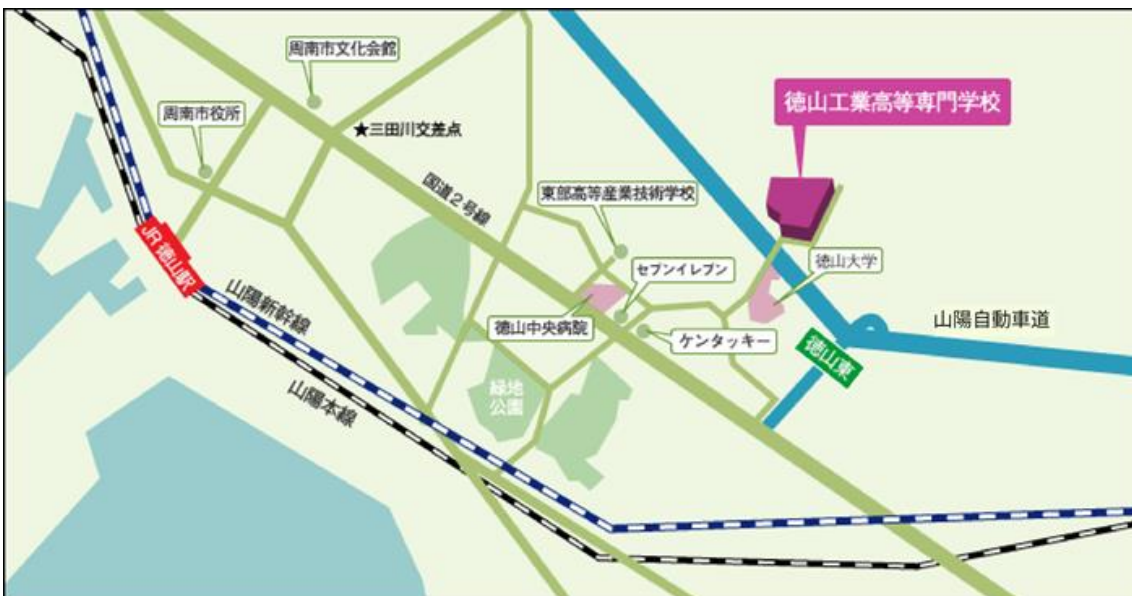 周南市文化会館
周南市役所
★三田川交差点
徳山工業高等専門学校
国道2号線
東部高等産業技術学校
セブンイレブン
徳山大学
JR 徳山駅
山陽新幹線
徳山中央病院
ケンタッキー
山陽自動車道
徳山東
山陽本線
緑地
公園